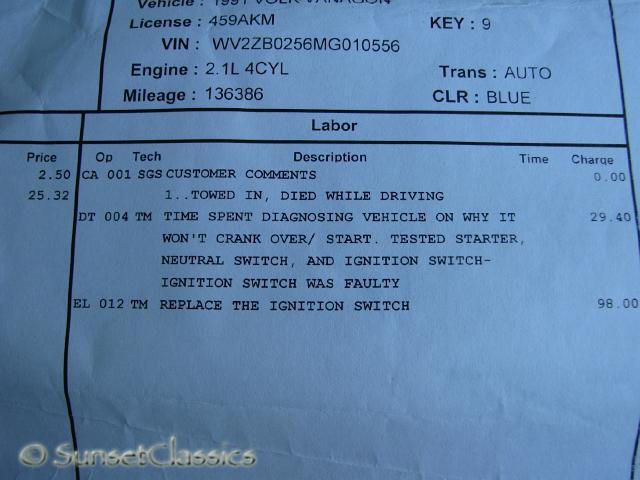 Vehicle : 1991 VOLK VANAGON
License : 459AKM KEY : 9
VIN : WV2ZB0256MG010556
Engine : 2.1L 4CYL Trans : AUTO
Mileage : 136386 CLR : BLUE
Labor
Price Op Tech Description Time Charge
2.50 CA 001 SGS CUSTOMER COMMENTS 0.00
25.32 1..TOWED IN, DIED WHILE DRIVING
DT 004 TM TIME SPENT DIAGNOSING VEHICLE ON WHY IT 29.40
WON'T CRANK OVER/ START. TESTED STARTER,
NEUTRAL SWITCH, AND IGNITION SWITCH-
IGNITION SWITCH WAS FAULTY
EL 012 TM REPLACE THE IGNITION SWITCH 98.00
© SunsetClassics